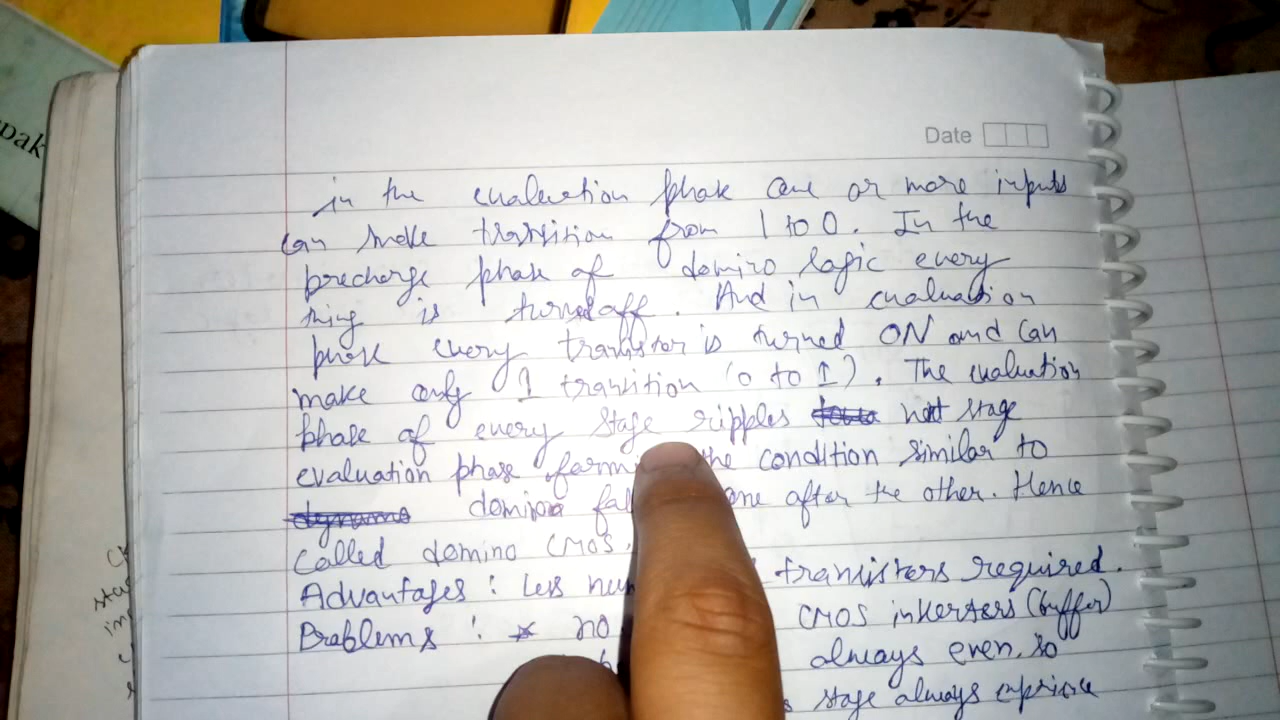 pak
Date
in the evaluation phase one or more inputs
can make transition from 1 to 0. In the
precharge phase of domino logic every
thing is turned off. And in evaluation
phase every transistor is turned ON and can
make only 1 transition (0 to 1). The evaluation
phase of every stage ripples next stage
evaluation phase the condition similar to
domino one after the other. Hence
called domino CMOS.
Advantages : Less transistors required.
Problems : * no CMOS inverters (buffer)
always even, so
stage always